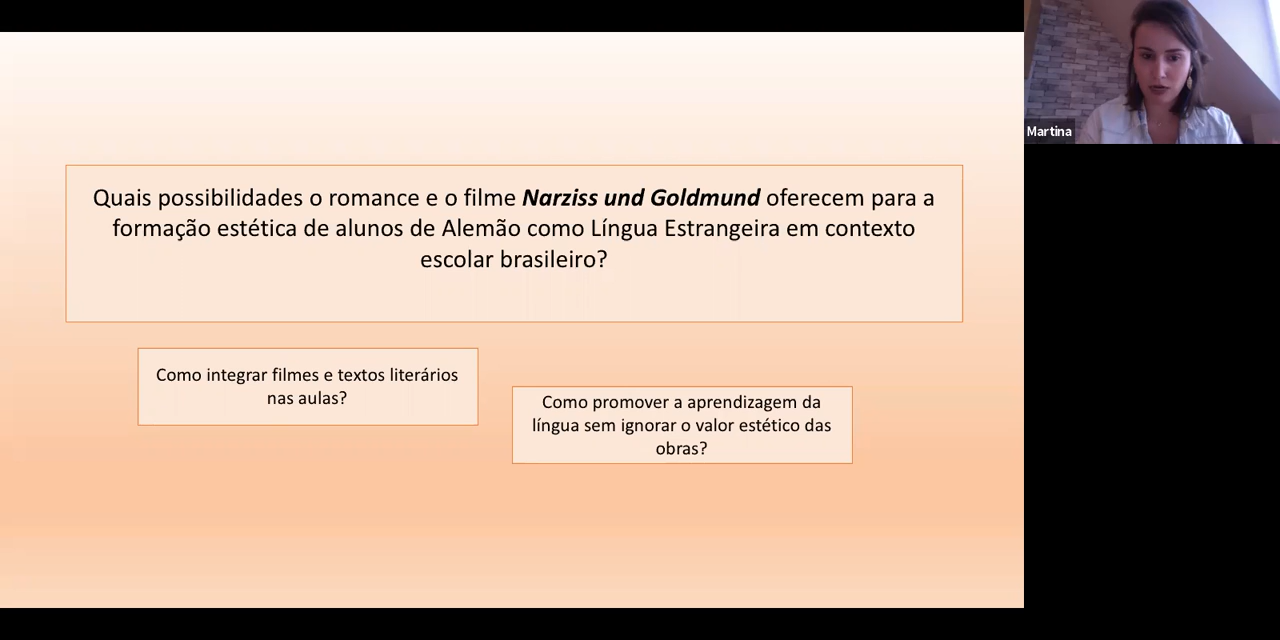 Quais possibilidades o romance e o filme Narziss und Goldmund oferecem para a
formação estética de alunos de Alemão como Língua Estrangeira em contexto
escolar brasileiro?
Como integrar filmes e textos literários
nas aulas?
Como promover a aprendizagem da
língua sem ignorar o valor estético das
obras?
Martina